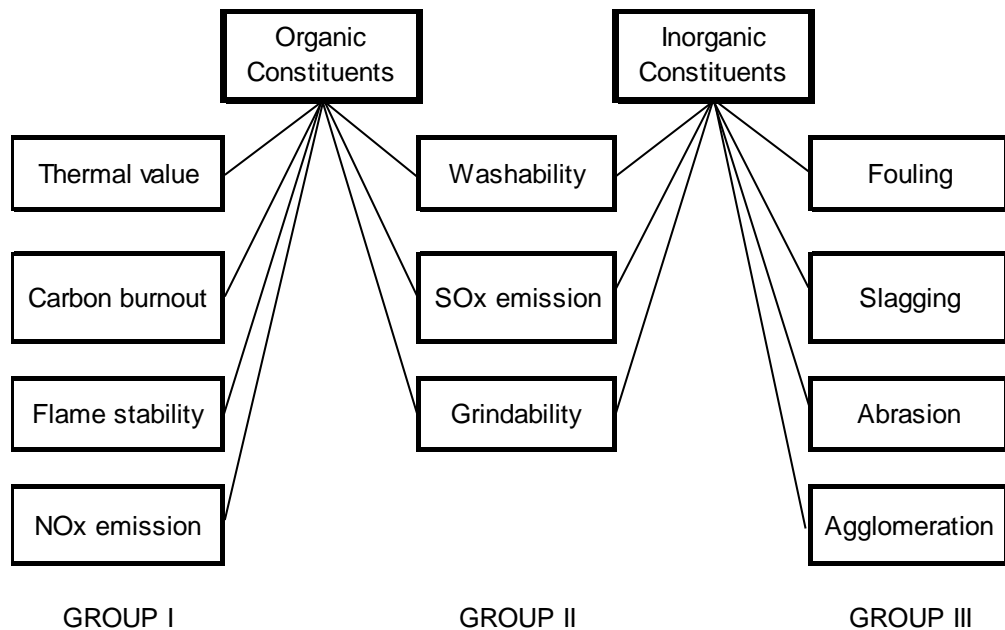 Organic
Constituents
Inorganic
Constituents
Thermal value
Washability
Fouling
Carbon burnout
SOx emission
Slagging
Flame stability
Grindability
Abrasion
NOx emission
Agglomeration
GROUP I
GROUP II
GROUP III